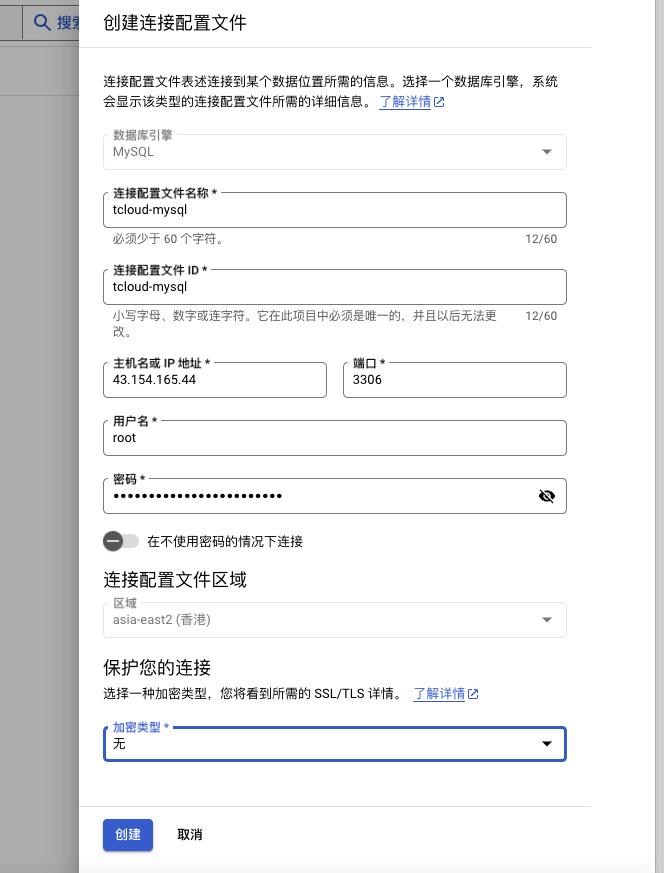 搜索
创建连接配置文件
连接配置文件表述连接到某个数据位置所需的信息。选择一个数据库引擎，系统
会显示该类型的连接配置文件所需的详细信息。 了解详情
数据库引擎
MySQL
连接配置文件名称 *
tcloud-mysql
必须少于 60 个字符。 12/60
连接配置文件 ID *
tcloud-mysql
小写字母、数字或连字符。它在此项目中必须是唯一的，并且以后无法更 12/60
改。
主机名或 IP 地址 * 端口 *
43.154.165.44 3306
用户名 *
root
密码 *
••••••••••••••••••••••••
在不使用密码的情况下连接
连接配置文件区域
区域
asia-east2 (香港)
保护您的连接
选择一种加密类型，您将看到所需的 SSL/TLS 详情。 了解详情
加密类型 *
无
创建 取消